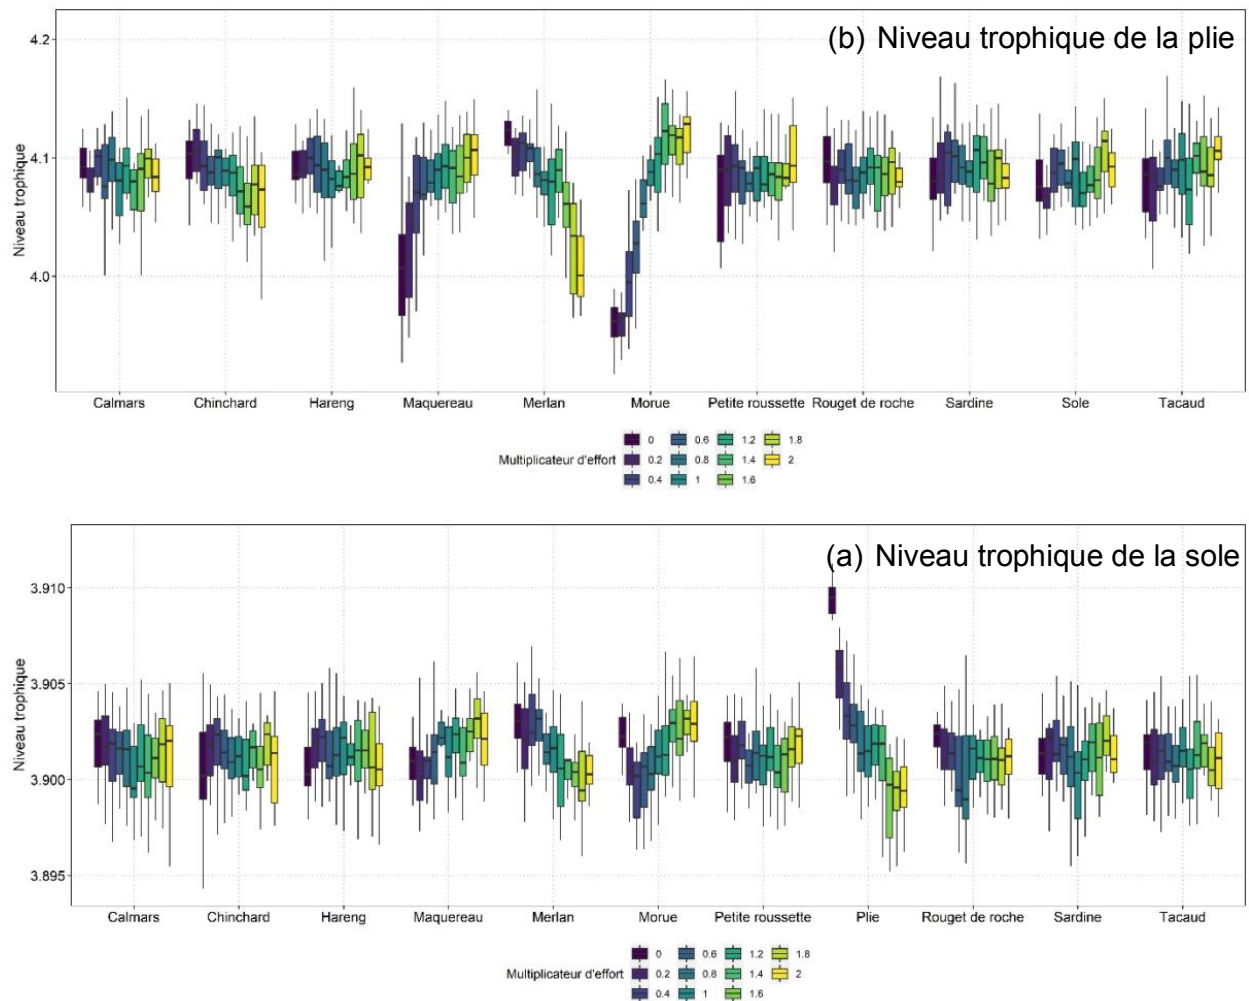 (b) Niveau trophique de la plie
4.2
4.1
4.0
Niveau trophique
Calmars Chinchard Hareng Maquereau Merlan Morue Petite roussette Rouget de roche Sardine Sole Tacaud
Multiplicateur d'effort
0 0.6 1.2 1.8
0.2 0.8 1.4 2
0.4 1 1.6
(a) Niveau trophique de la sole
3.910
3.905
3.900
3.895
Niveau trophique
Calmars Chinchard Hareng Maquereau Merlan Morue Petite roussette Plie Rouget de roche Sardine Tacaud
Multiplicateur d'effort
0 0.6 1.2 1.8
0.2 0.8 1.4 2
0.4 1 1.6